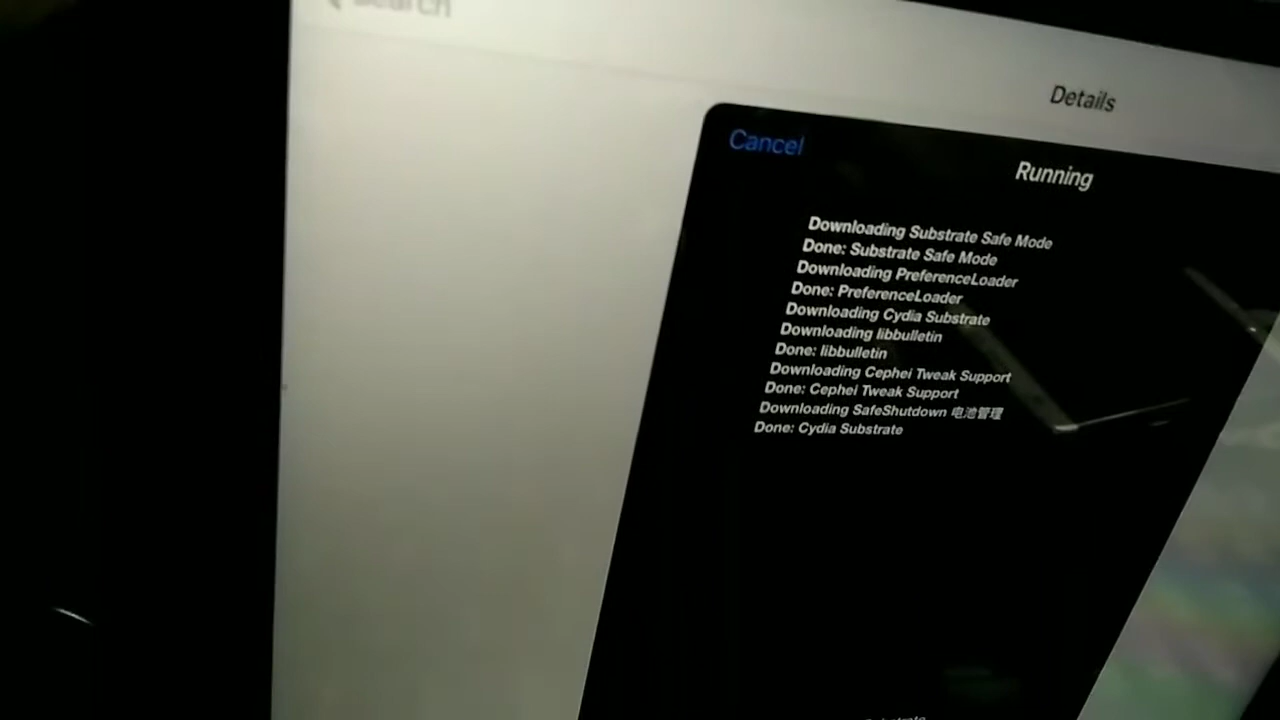 Search
Details
Cancel
Running
Downloading Substrate Safe Mode
Done: Substrate Safe Mode
Downloading PreferenceLoader
Done: PreferenceLoader
Downloading Cydia Substrate
Downloading libbulletin
Done: libbulletin
Downloading Cephei Tweak Support
Done: Cephei Tweak Support
Downloading SafeShutdown 电池管理
Done: Cydia Substrate